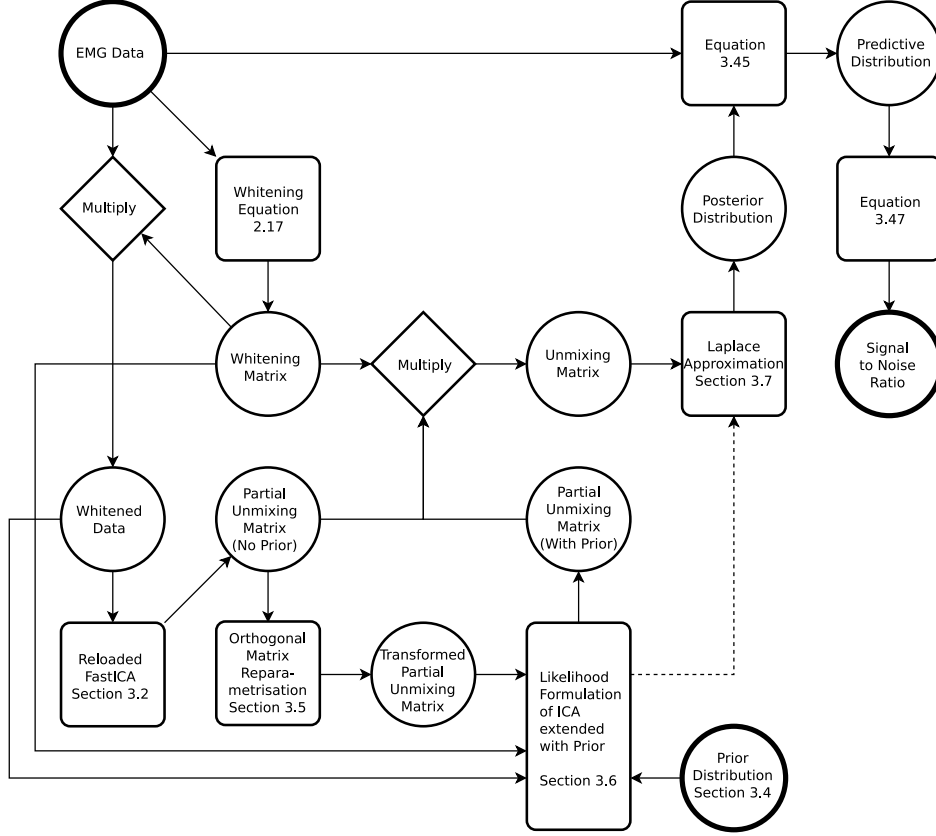 EMG Data
Equation
3.45
Predictive
Distribution
Multiply
Whitening
Equation
2.17
Posterior
Distribution
Equation
3.47
Whitening
Matrix
Multiply
Unmixing
Matrix
Laplace
Approximation
Section 3.7
Signal
to Noise
Ratio
Whitened
Data
Partial
Unmixing
Matrix
(No Prior)
Partial
Unmixing
Matrix
(With Prior)
Reloaded
FastICA
Section 3.2
Orthogonal
Matrix
Repara-
metrisation
Section 3.5
Transformed
Partial
Unmixing
Matrix
Likelihood
Formulation
of ICA
extended
with Prior
Section 3.6
Prior
Distribution
Section 3.4